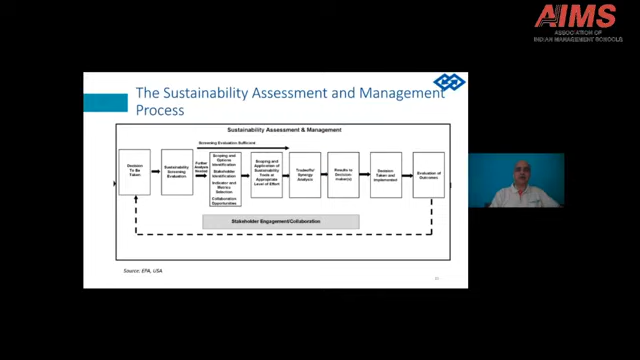 AIMS
ASSOCIATION OF
INDIAN MANAGEMENT SCHOOLS
The Sustainability Assessment and Management
Process
Sustainability Assessment & Management
Screening Evaluation Sufficient
Decision
To Be
Taken
Sustainability
Screening
Evaluation
Further
Analysis
Needed
Scoping and
Options
Identification
Stakeholder
Identification
Indicator and
Metrics
Selection
Collaboration
Opportunities
Scoping and
Application of
Sustainability
Tools at
Appropriate
Level of Effort
Tradeoffs/
Synergy
Analysis
Results to
Decision-
maker(s)
Decision
Taken and
Implemented
Evaluation of
Outcomes
Stakeholder Engagement/Collaboration
Source: EPA, USA